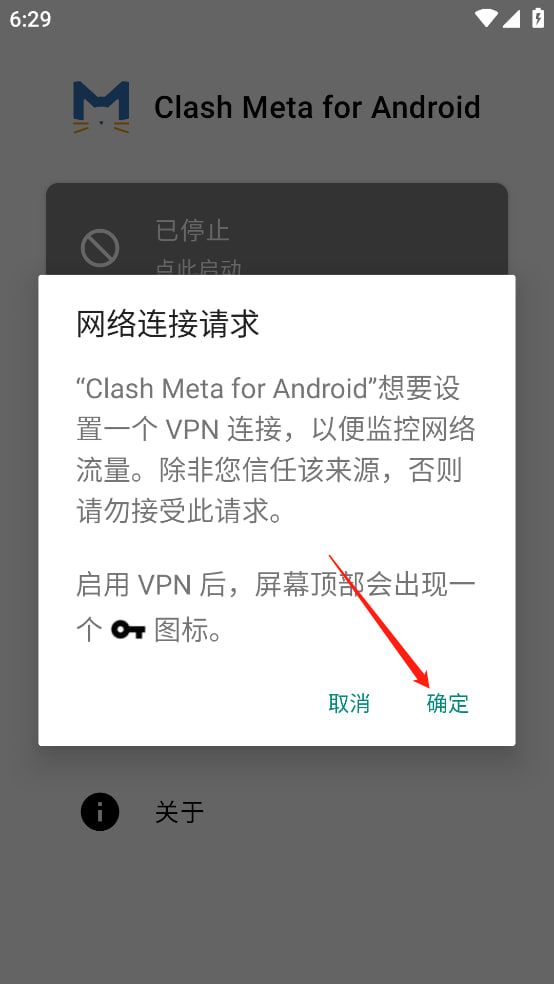 6:29
Clash Meta for Android
已停止
点此启动
网络连接请求
“Clash Meta for Android”想要设
置一个 VPN 连接，以便监控网络
流量。除非您信任该来源，否则
请勿接受此请求。
启用 VPN 后，屏幕顶部会出现一
个 图标。
取消
确定
关于